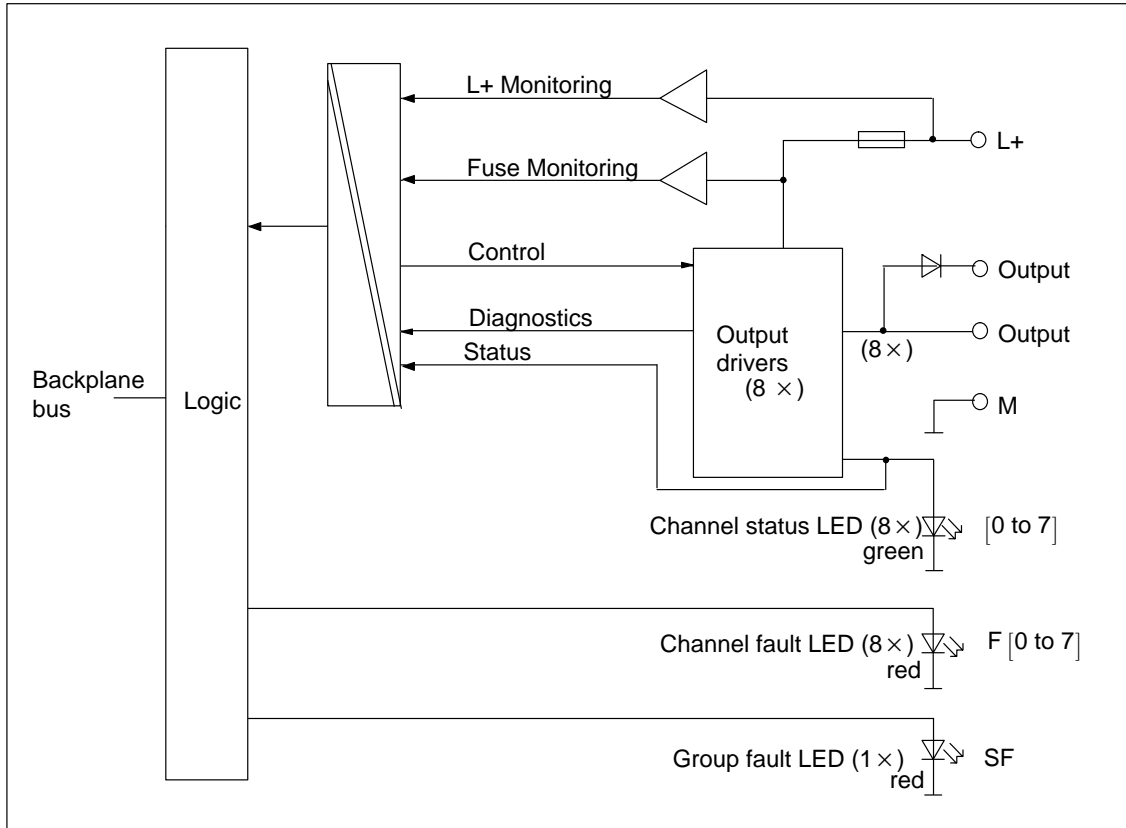 L+ Monitoring
L+
Fuse Monitoring
Control
Output
Diagnostics
Output
drivers
(8 ×)
(8×)
Output
Status
Backplane
bus
Logic
M
Channel status LED (8×)
green
[0 to 7]
Channel fault LED (8×)
red
F [0 to 7]
Group fault LED (1×)
red
SF